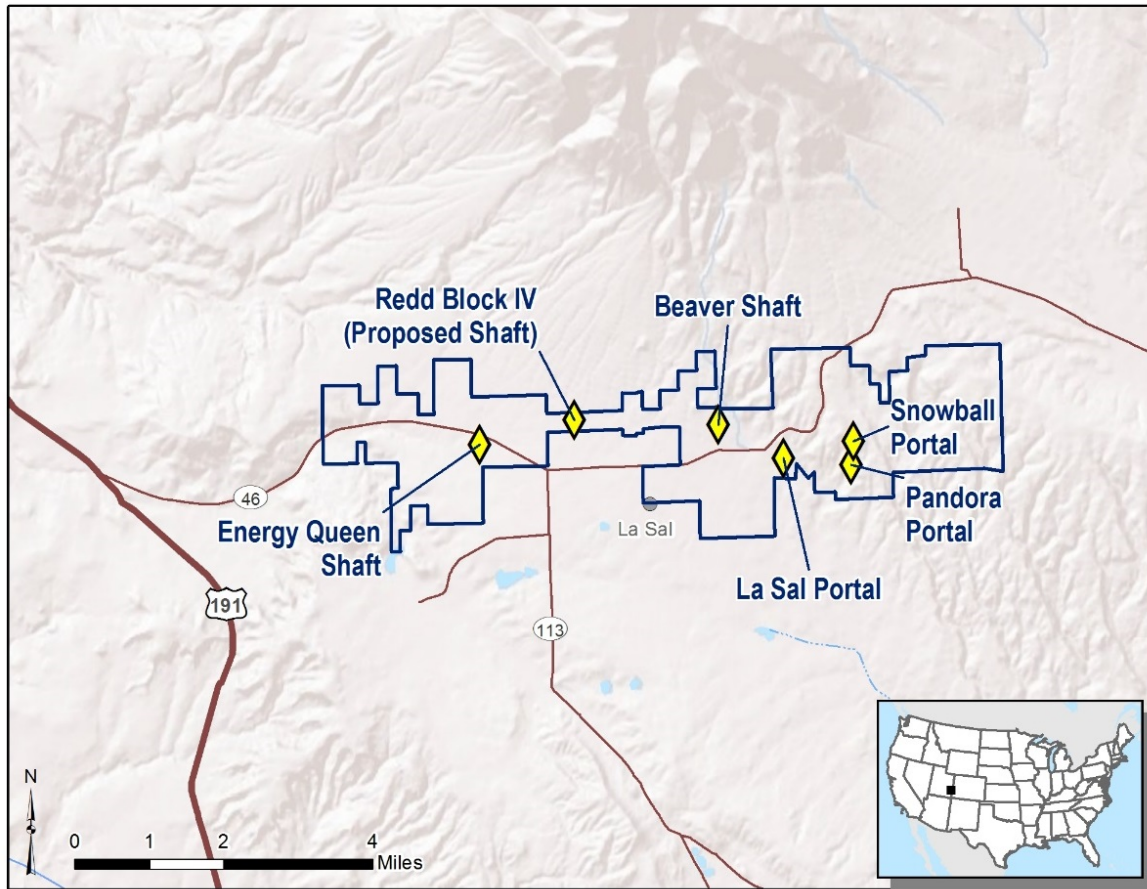 Redd Block IV
(Proposed Shaft)
Beaver Shaft
Snowball
Portal
Pandora
Portal
46
Energy Queen
Shaft
La Sal
La Sal Portal
191
113
N
0 1 2 4
Miles